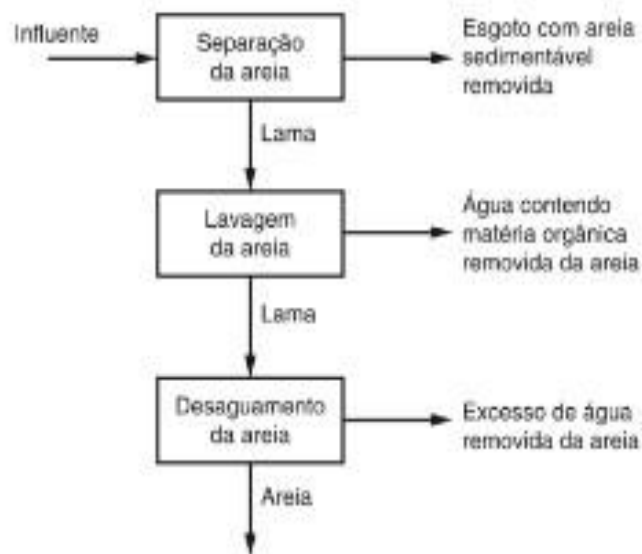 Influente
Separação
da areia
Esgoto com areia
sedimentável
removida
Lama
Lavagem
da areia
Água contendo
matéria orgânica
removida da areia
Lama
Desaguamento
da areia
Excesso de água
removida da areia
Areia